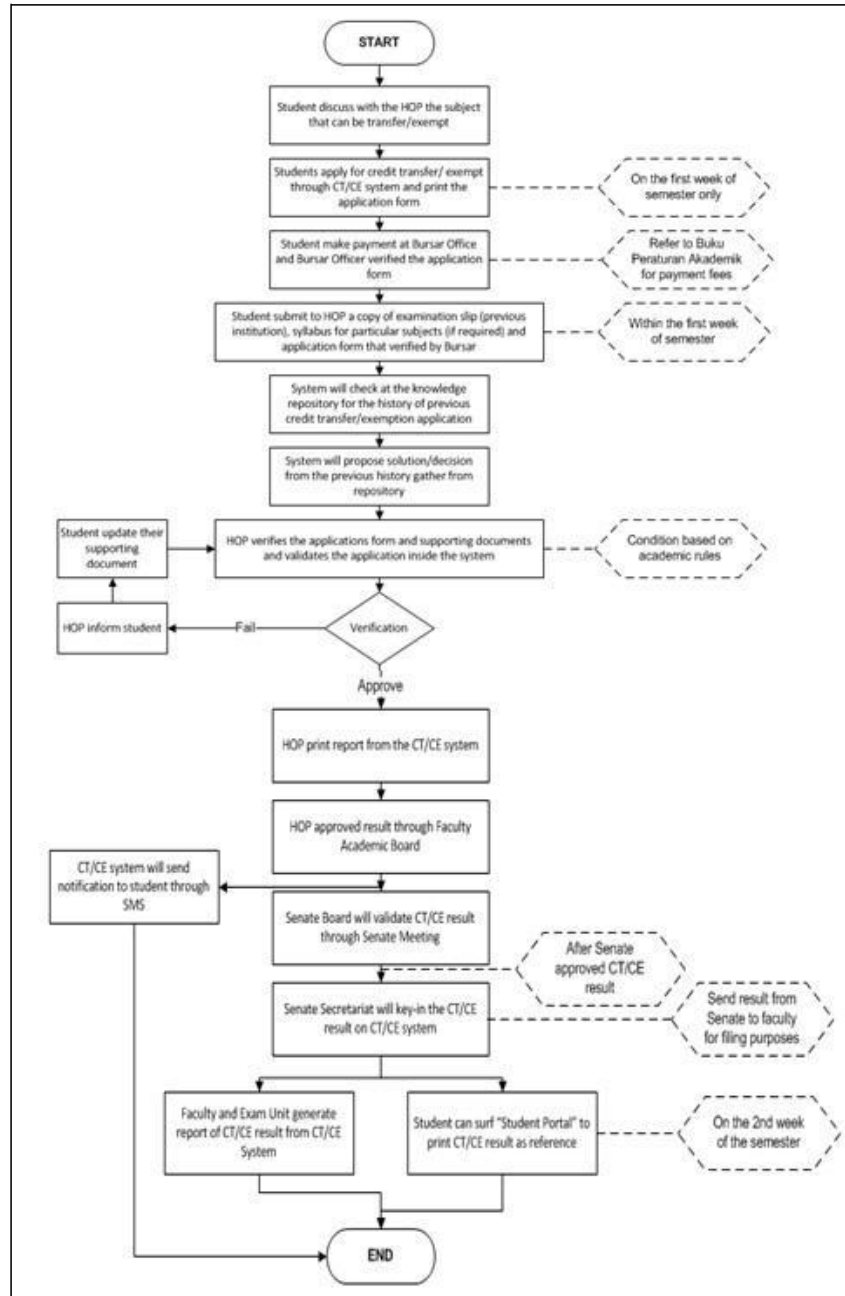 START
Student discuss with the HOP the subject
that can be transfer/exempt
Students apply for credit transfer/ exempt
through CT/CE system and print the
application form
On the first week of
semester only
Student make payment at Bursar Office
and Bursar Officer verified the application
form
Refer to Buku
Peraturan Akademik
for payment fees
Student submit to HOP a copy of examination slip (previous
institution), syllabus for particular subjects (if required) and
application form that verified by Bursar
Within the first week
of semester
System will check at the knowledge
repository for the history of previous
credit transfer/exemption application
System will propose solution/decision
from the previous history gather from
repository
Student update their
supporting
document
HOP verifies the applications form and supporting documents
and validates the application inside the system
Condition based on
academic rules
HOP inform student
Fail
Verification
Approve
HOP print report from the CT/CE system
HOP approved result through Faculty
Academic Board
CT/CE system will send
notification to student through
SMS
Senate Board will validate CT/CE result
through Senate Meeting
After Senate
approved CT/CE
result
Senate Secretariat will key-in the CT/CE
result on CT/CE system
Send result from
Senate to faculty
for filing purposes
Faculty and Exam Unit generate
report of CT/CE result from CT/CE
System
Student can surf "Student Portal" to
print CT/CE result as reference
On the 2nd week
of the semester
END